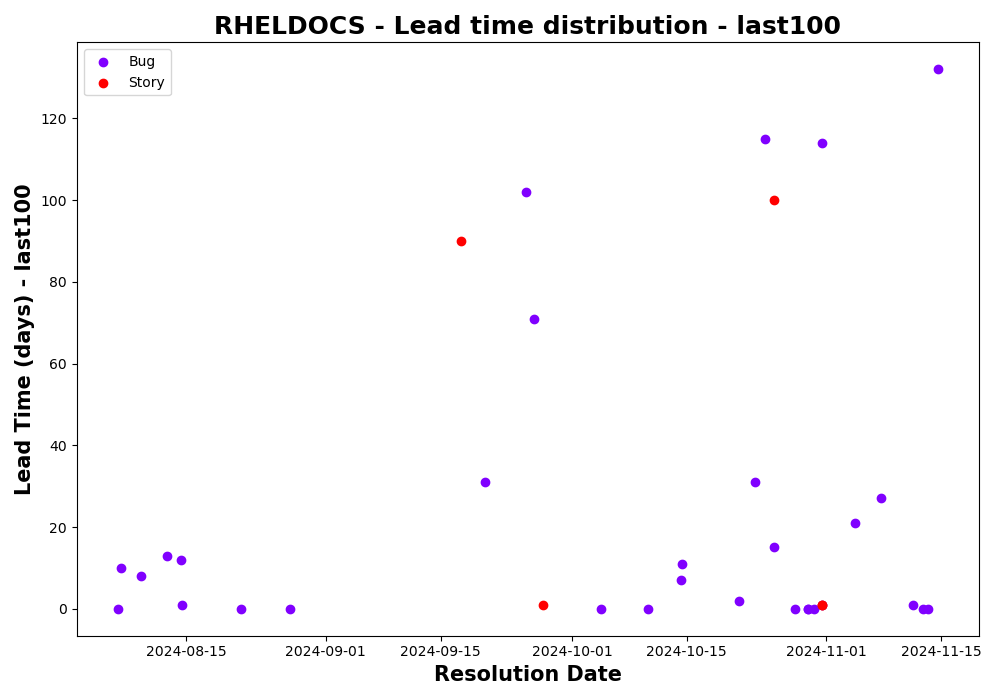 RHELDOCS - Lead time distribution - last100
Bug
Story
Lead Time (days) - last100
120
100
80
60
40
20
0
2024-08-15
2024-09-01
2024-09-15
2024-10-01
2024-10-15
2024-11-01
2024-11-15
Resolution Date